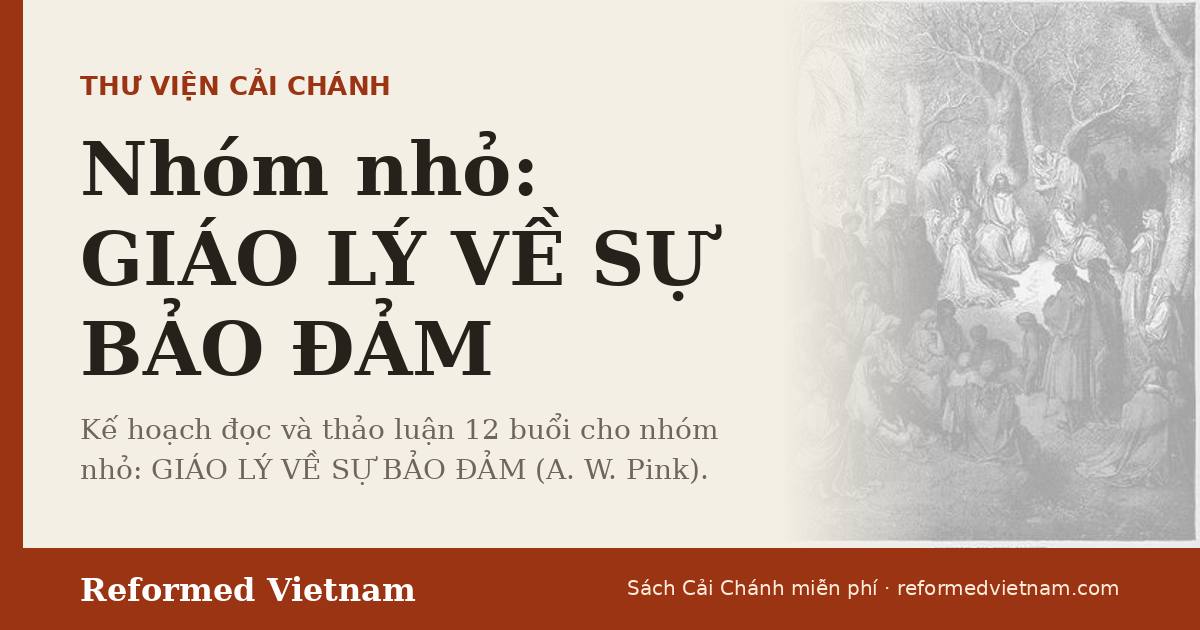 THƯ VIỆN CẢI CHÁNH
Nhóm nhỏ:
GIÁO LÝ VỀ SỰ
BẢO ĐẢM
Kế hoạch đọc và thảo luận 12 buổi cho nhóm
nhỏ: GIÁO LÝ VỀ SỰ BẢO ĐẢM (A. W. Pink).
Reformed Vietnam
Sách Cải Chánh miễn phí · reformedvietnam.com